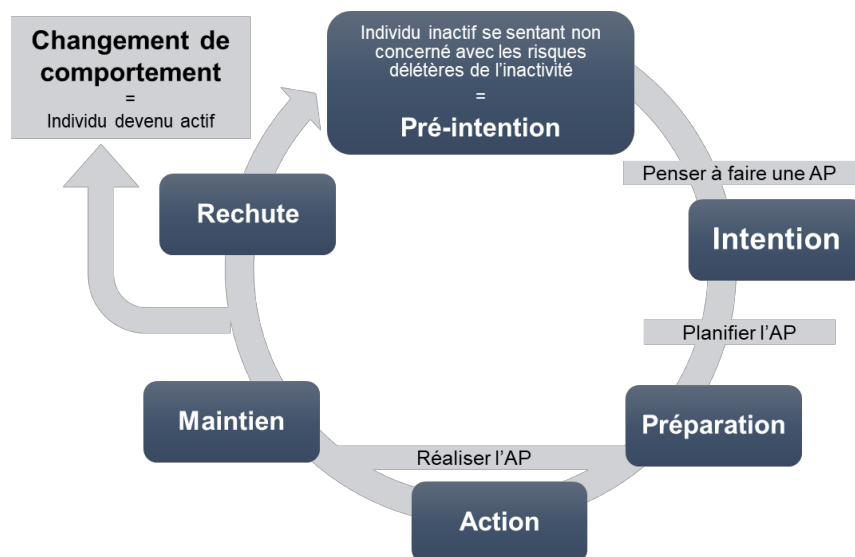 Changement de
comportement
=
Individu devenu actif
Individu inactif se sentant non
concerné avec les risques
délétères de l'inactivité
=
Pré-intention
Penser à faire une AP
Intention
Planifier l'AP
Préparation
Réaliser l'AP
Action
Maintien
Rechute